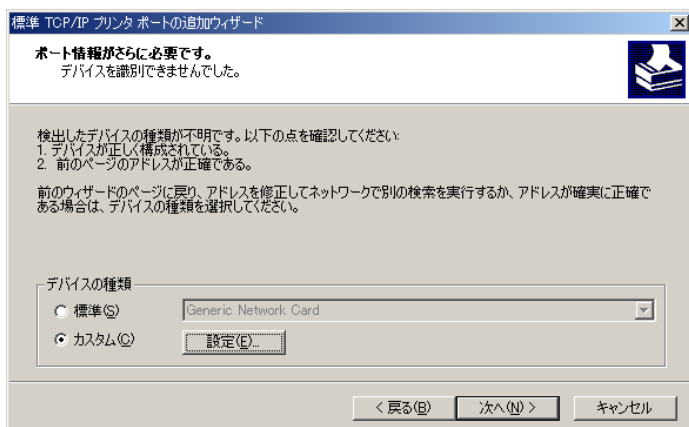 標準 TCP/IP プリンタ ポートの追加ウィザード
ポート情報がさらに必要です。
デバイスを識別できませんでした。
検出したデバイスの種類が不明です。以下の点を確認してください:
1. デバイスが正しく構成されている。
2. 前のページのアドレスが正確である。
前のウィザードのページに戻り、アドレスを修正してネットワークで別の検索を実行するか、アドレスが確実に正確で
ある場合は、デバイスの種類を選択してください。
デバイスの種類
標準(S)
Generic Network Card
カスタム(C)
設定(E)...
< 戻る(B)
次へ(N) >
キャンセル